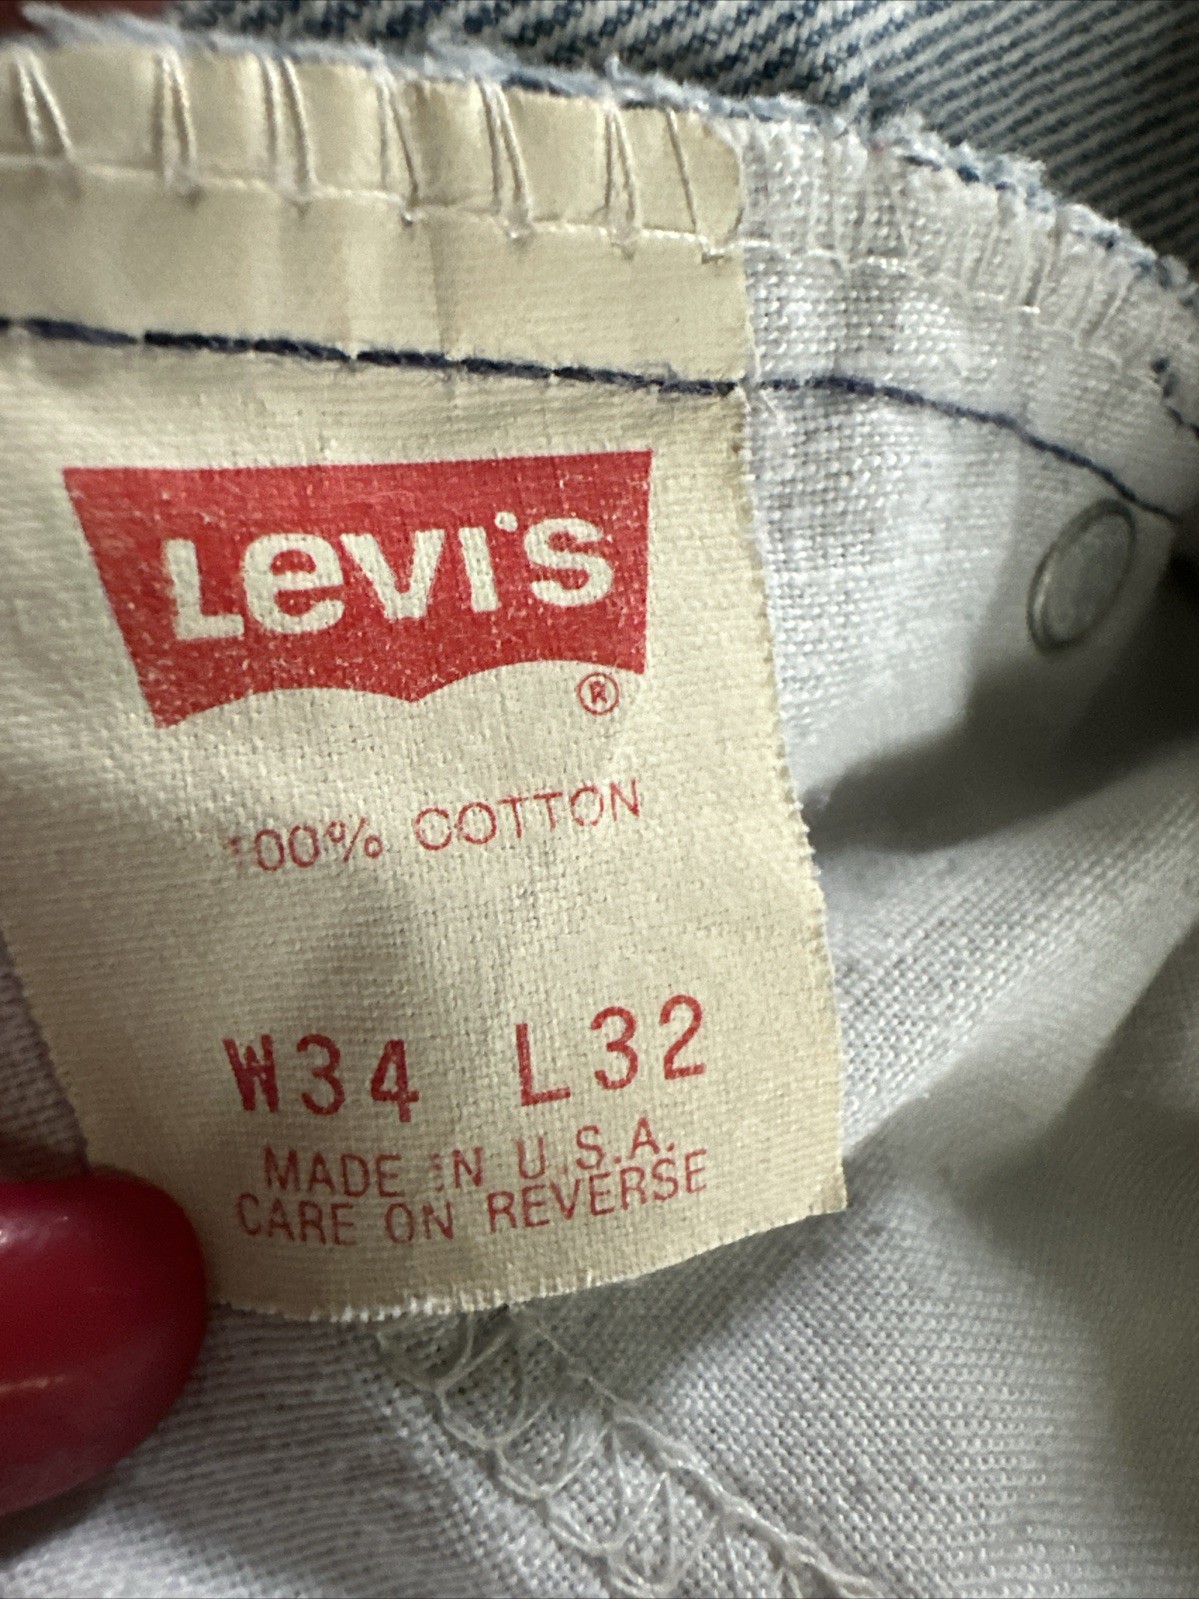 Levi's
®
100% COTTON
W34 L32
MADE IN U.S.A.
CARE ON REVERSE